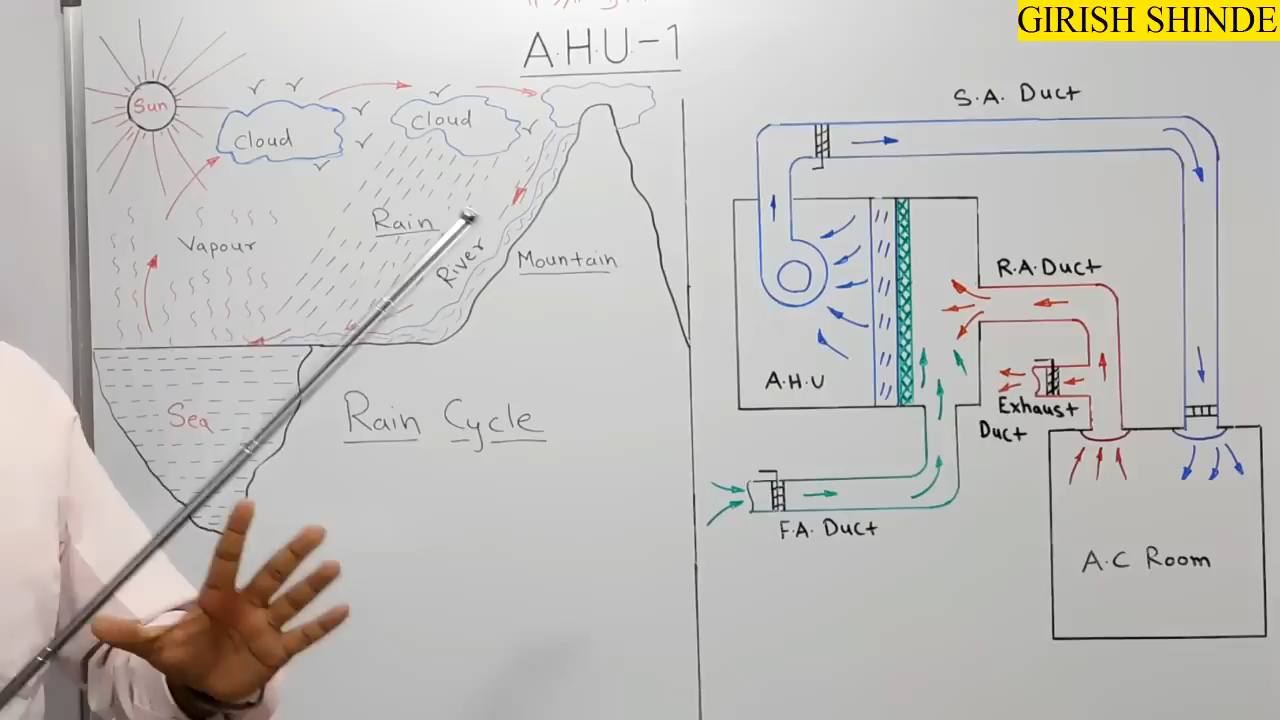 GIRISH SHINDE
A.H.U-1
Sun
Cloud
Cloud
Rain
Vapour
River
Mountain
Sea
Rain Cycle
S.A. Duct
R.A. Duct
A.H.U
Exhaust
Duct
F.A. Duct
A.C Room